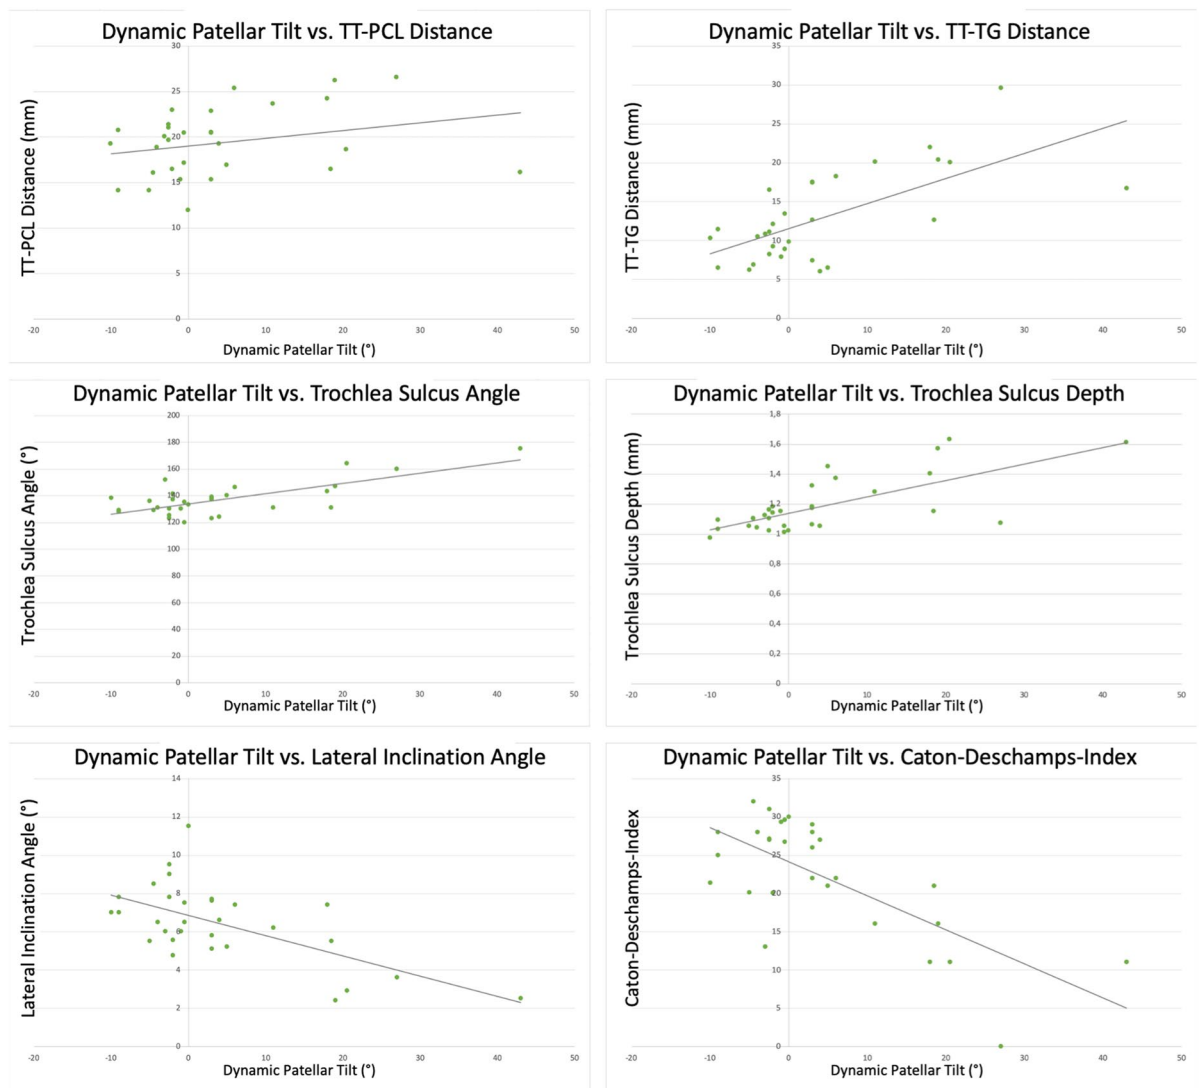 Dynamic Patellar Tilt vs. TT-PCL Distance
TT-PCL Distance (mm)
30
25
20
15
10
5
0
-20 -10 0 10 20 30 40 50
Dynamic Patellar Tilt (°)
Dynamic Patellar Tilt vs. TT-TG Distance
TT-TG Distance (mm)
35
30
25
20
15
10
5
0
-20 -10 0 10 20 30 40 50
Dynamic Patellar Tilt (°)
Dynamic Patellar Tilt vs. Trochlea Sulcus Angle
Trochlea Sulcus Angle (°)
200
180
160
140
120
100
80
60
40
20
0
-20 -10 0 10 20 30 40 50
Dynamic Patellar Tilt (°)
Dynamic Patellar Tilt vs. Trochlea Sulcus Depth
Trochlea Sulcus Depth (mm)
1,8
1,6
1,4
1,2
1
0,8
0,6
0,4
0,2
0
-20 -10 0 10 20 30 40 50
Dynamic Patellar Tilt (°)
Dynamic Patellar Tilt vs. Lateral Inclination Angle
Lateral Inclination Angle (°)
14
12
10
8
6
4
2
0
-20 -10 0 10 20 30 40 50
Dynamic Patellar Tilt (°)
Dynamic Patellar Tilt vs. Caton-Deschamps-Index
Caton-Deschamps-Index
35
30
25
20
15
10
5
0
-20 -10 0 10 20 30 40 50
Dynamic Patellar Tilt (°)